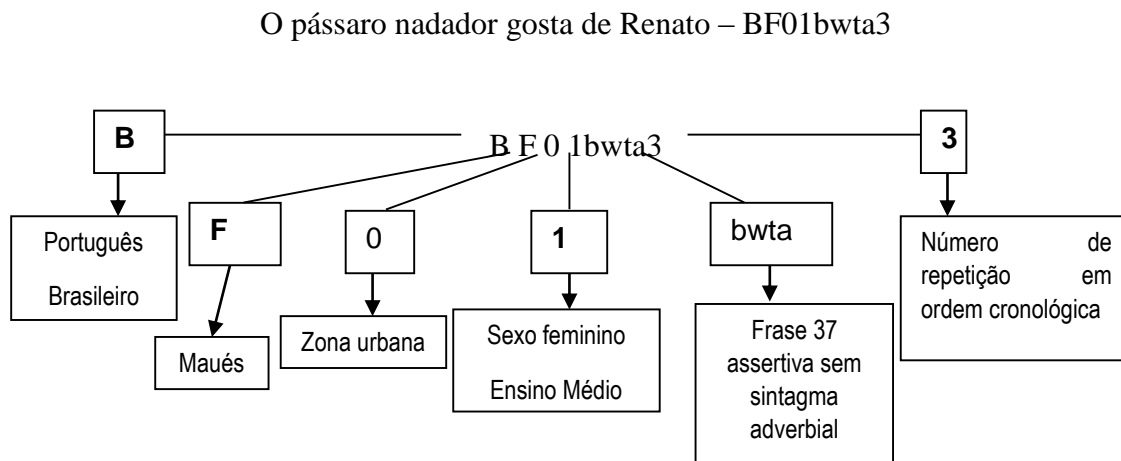 O pássaro nadador gosta de Renato – BF01bwta3
B F 0 1bwta3
B
3
F
0
1
bwta
Português
Brasileiro
Maués
Zona urbana
Sexo feminino
Ensino Médio
Frase 37
assertiva sem
sintagma
adverbial
Número de
repetição em
ordem cronológica